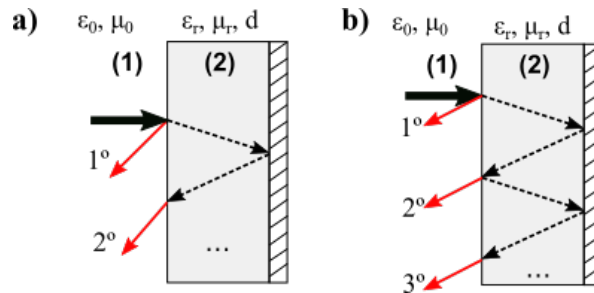 a)
ε₀, μ₀
εᵣ, μᵣ, d
(1)
(2)
1º
2º
...
b)
ε₀, μ₀
εᵣ, μᵣ, d
(1)
(2)
1º
2º
3º
...